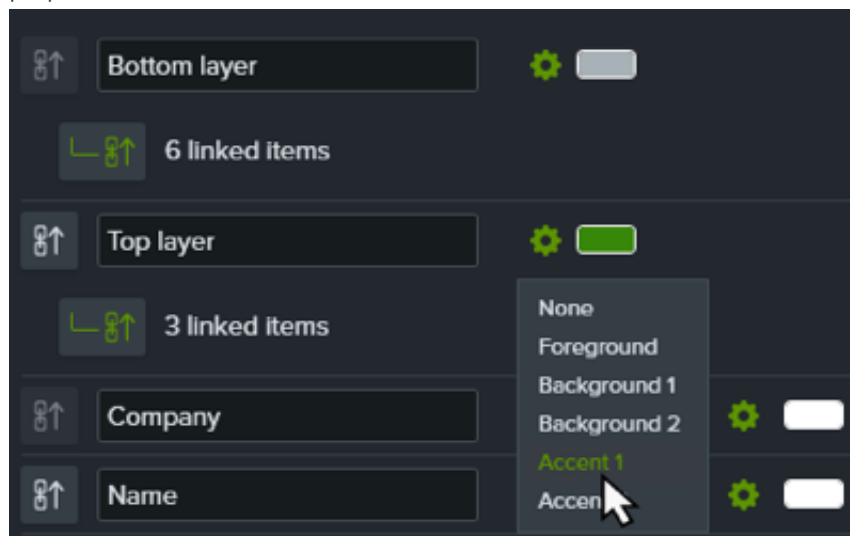 Bottom layer
6 linked items
Top layer
3 linked items
None
Foreground
Background 1
Background 2
Accent 1
Accen
Company
Name